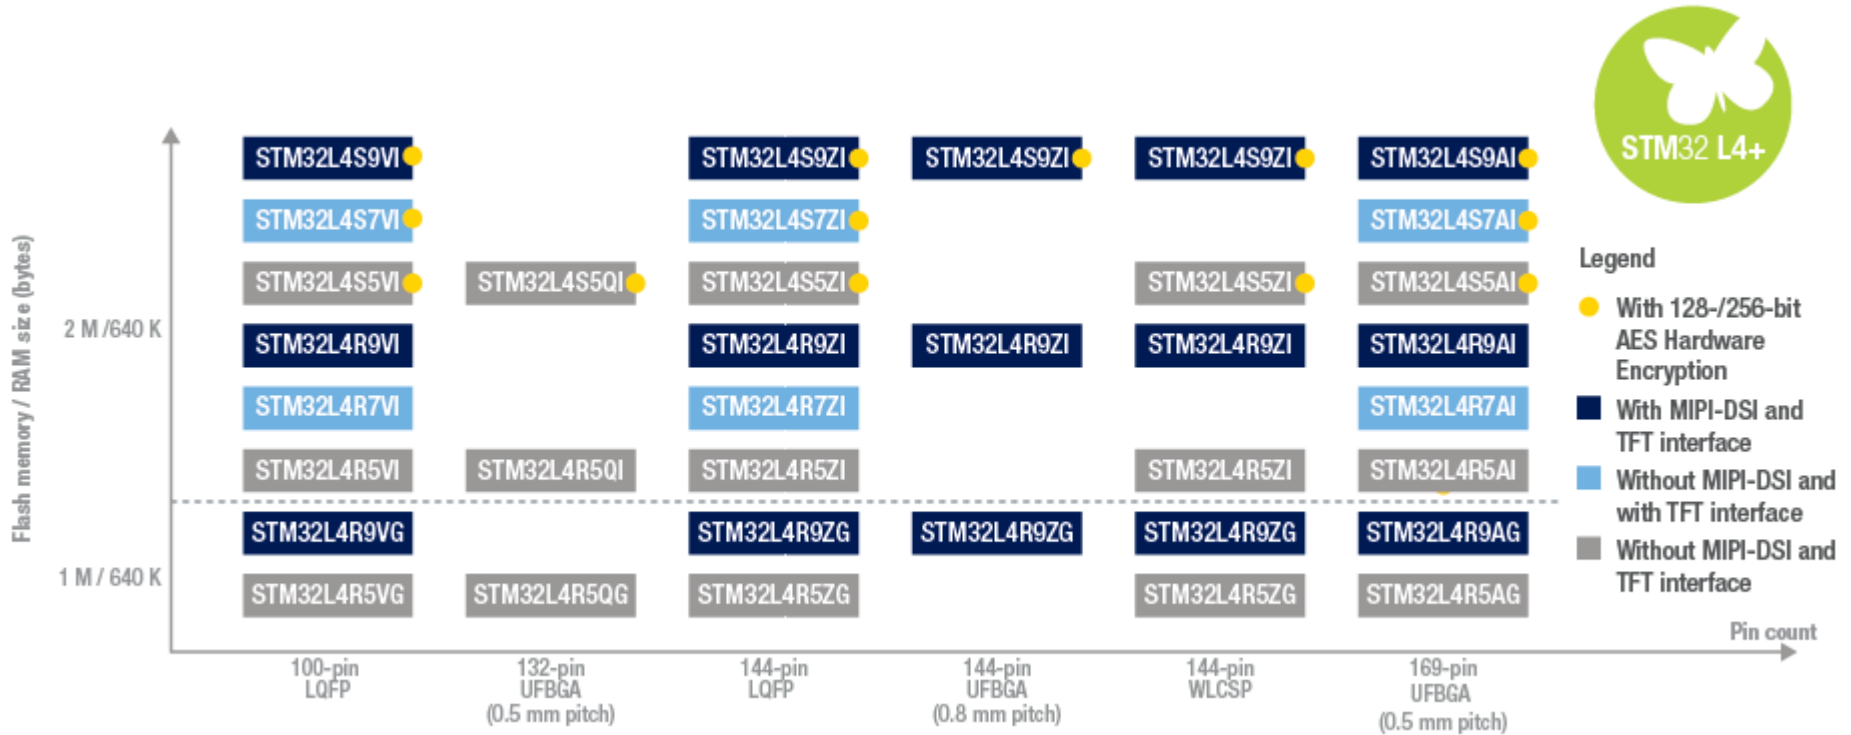 STM32 L4+
Flash memory / RAM size (bytes)
STM32L4S9VI STM32L4S9ZI STM32L4S9ZI STM32L4S9ZI STM32L4S9AI
STM32L4S7VI STM32L4S7ZI STM32L4S7AI
STM32L4S5VI STM32L4S5QI STM32L4S5ZI STM32L4S5ZI STM32L4S5AI
2 M /640 K
STM32L4R9VI STM32L4R9ZI STM32L4R9ZI STM32L4R9ZI STM32L4R9AI
STM32L4R7VI STM32L4R7ZI STM32L4R7AI
STM32L4R5VI STM32L4R5QI STM32L4R5ZI STM32L4R5ZI STM32L4R5AI
STM32L4R9VG STM32L4R9ZG STM32L4R9ZG STM32L4R9ZG STM32L4R9AG
1 M / 640 K
STM32L4R5VG STM32L4R5QG STM32L4R5ZG STM32L4R5ZG STM32L4R5AG
Legend
With 128-/256-bit
AES Hardware
Encryption
With MIPI-DSI and
TFT interface
Without MIPI-DSI and
with TFT interface
Without MIPI-DSI and
TFT interface
Pin count
100-pin
LQFP
132-pin
UFBGA
(0.5 mm pitch)
144-pin
LQFP
144-pin
UFBGA
(0.8 mm pitch)
144-pin
WLCSP
169-pin
UFBGA
(0.5 mm pitch)